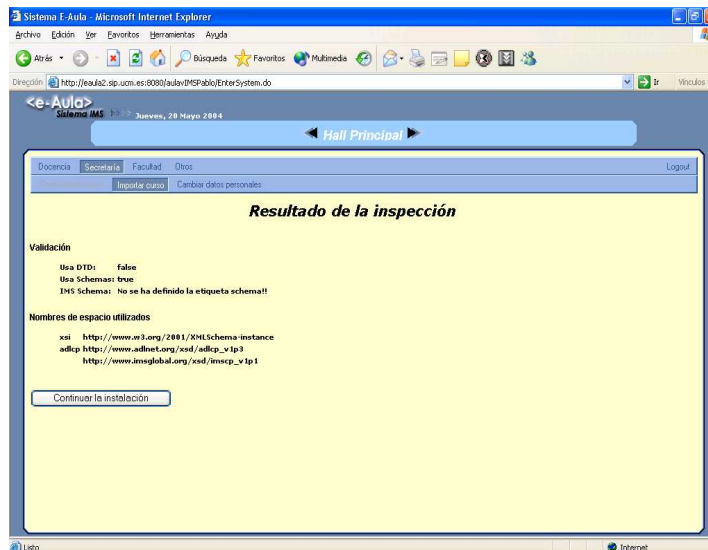 Sistema E-Aula - Microsoft Internet Explorer
Archivo Edición Ver Favoritos Herramientas Ayuda
Atrás Búsqueda Favoritos Multimedia
Dirección http://eaula2.sip.ucm.es:8080/aulavIMSPablo/EnterSystem.do Ir Vínculos
<e-Aula>
Sistema IMS Jueves, 20 Mayo 2004
Hall Principal
Docencia Secretaría Facultad Otros Logout
Importar curso Cambiar datos personales
Resultado de la inspección
Validación
Usa DTD: false
Usa Schemas: true
IMS Schema: No se ha definido la etiqueta schema!!
Nombres de espacio utilizados
xsi http://www.w3.org/2001/XMLSchema-instance
adlcp http://www.adlnet.org/xsd/adlcp_v1p3
http://www.imsglobal.org/xsd/imscp_v1p1
Continuar la instalación
Listo Internet